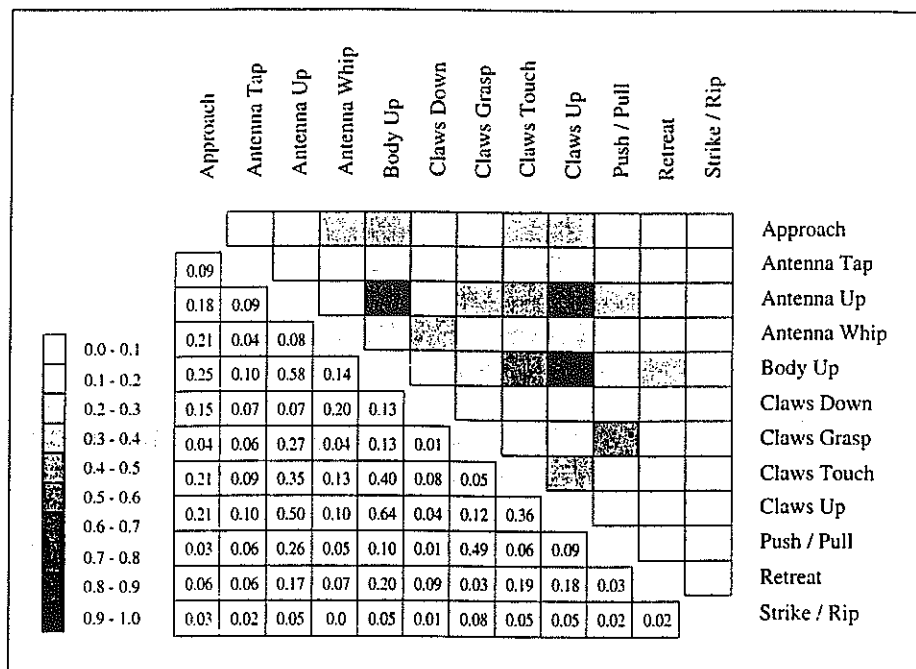 Approach
Antenna Tap
Antenna Up
Antenna Whip
Body Up
Claws Down
Claws Grasp
Claws Touch
Claws Up
Push / Pull
Retreat
Strike / Rip
Approach
0.09 Antenna Tap
0.18 0.09 Antenna Up
0.21 0.04 0.08 Antenna Whip
0.25 0.10 0.58 0.14 Body Up
0.15 0.07 0.07 0.20 0.13 Claws Down
0.04 0.06 0.27 0.04 0.13 0.01 Claws Grasp
0.21 0.09 0.35 0.13 0.40 0.08 0.05 Claws Touch
0.21 0.10 0.50 0.10 0.64 0.04 0.12 0.36 Claws Up
0.03 0.06 0.26 0.05 0.10 0.01 0.49 0.06 0.09 Push / Pull
0.06 0.06 0.17 0.07 0.20 0.09 0.03 0.19 0.18 0.03 Retreat
0.03 0.02 0.05 0.0 0.05 0.01 0.08 0.05 0.05 0.02 0.02 Strike / Rip
0.0 - 0.1
0.1 - 0.2
0.2 - 0.3
0.3 - 0.4
0.4 - 0.5
0.5 - 0.6
0.6 - 0.7
0.7 - 0.8
0.8 - 0.9
0.9 - 1.0